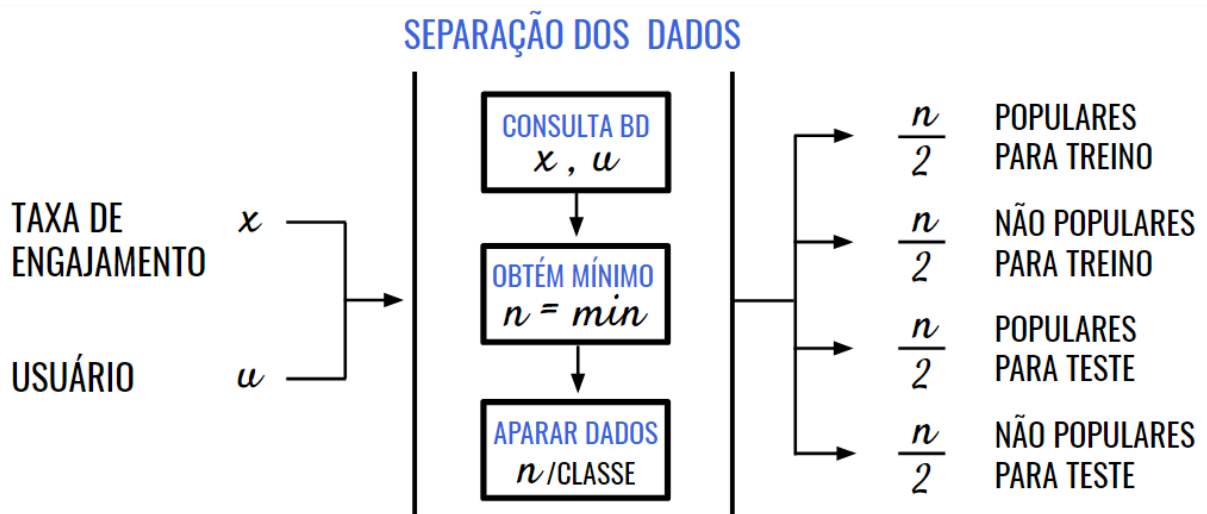 SEPARAÇÃO DOS DADOS
TAXA DE
ENGAJAMENTO
x
USUÁRIO
u
CONSULTA BD
x , u
OBTÉM MÍNIMO
n = min
APARAR DADOS
n/CLASSE
n
2
POPULARES
PARA TREINO
n
2
NÃO POPULARES
PARA TREINO
n
2
POPULARES
PARA TESTE
n
2
NÃO POPULARES
PARA TESTE